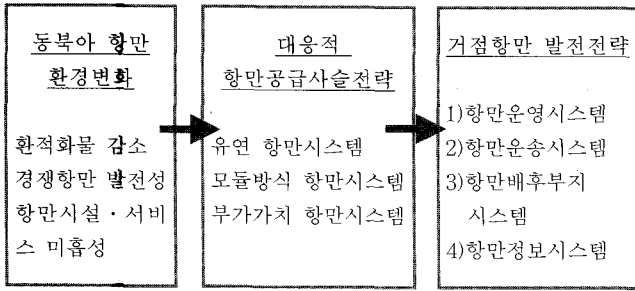 동북아 항만
환경변화
환적화물 감소
경쟁항만 발전성
항만시설・서비
스 미흡성
대응적
항만공급사슬전략
유연 항만시스템
모듈방식 항만시스템
부가가치 항만시스템
거점항만 발전전략
1)항만운영시스템
2)항만운송시스템
3)항만배후부지
시스템
4)항만정보시스템